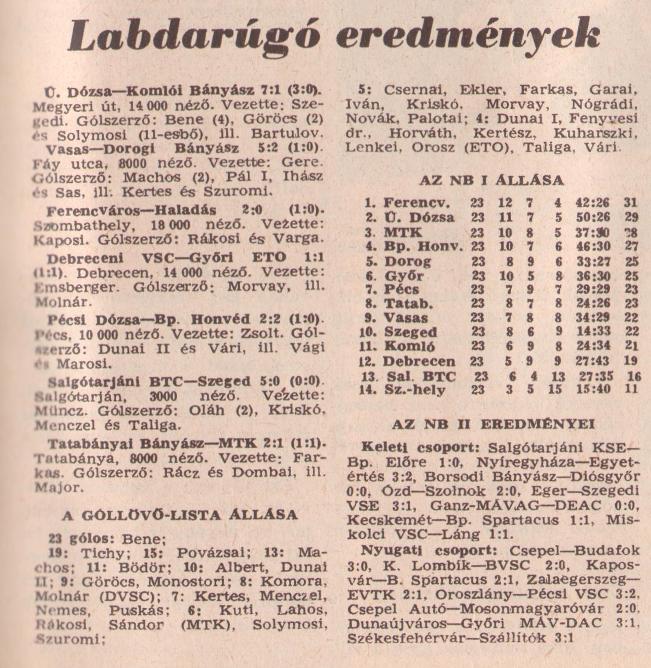 Labdarúgó eredmények
Ú. Dózsa—Komlói Bányász 7:1 (3:0).
Megyeri út, 14 000 néző. Vezette: Sze-
gedi. Gólszerző: Bene (4), Göröcs (2)
és Solymosi (11-esből), ill. Bartulov.
Vasas—Dorogi Bányász 5:2 (1:0).
Fáy utca, 8000 néző. Vezette: Gere.
Gólszerző: Machos (2), Pál I, Ihász
és Sas, ill. Kertes és Szuromi.
Ferencváros—Haladás 2:0 (1:0).
Szombathely, 18 000 néző. Vezette:
Kaposi. Gólszerző: Rákosi és Varga.
Debreceni VSC—Győri ETO 1:1
(1:1). Debrecen, 14 000 néző. Vezette:
Emsberger. Gólszerző: Morvay, ill.
Molnár.
Pécsi Dózsa—Bp. Honvéd 2:2 (1:0).
Pécs, 10 000 néző. Vezette: Zsolt. Gól-
szerző: Dunai II és Vári, ill. Vági
és Marosi.
Salgótarjáni BTC—Szeged 5:0 (0:0).
Salgótarján, 3000 néző. Vezette:
Müncz. Gólszerző: Oláh (2), Kriskó,
Menczel és Taliga.
Tatabányai Bányász—MTK 2:1 (1:1).
Tatabánya, 8000 néző. Vezette: Far-
kas. Gólszerző: Rácz és Dombai, ill.
Major.
A GÓLLÖVŐ-LISTA ÁLLÁSA
23 gólos: Bene;
19: Tichy; 15: Povázsai; 13: Ma-
chos; 11: Bödör; 10: Albert, Dunai
II; 9: Göröcs, Monostori; 8: Komora,
Molnár (DVSC); 7: Kertes, Menczel,
Nemes, Puskás; 6: Kuti, Lahos,
Rákosi, Sándor (MTK), Solymosi,
Szuromi;
5: Csernai, Ekler, Farkas, Garai,
Iván, Kriskó, Morvay, Nógrádi,
Novák, Palotai; 4: Dunai I, Fenyvesi
dr., Horváth, Kertész, Kuharszki,
Lenkei, Orosz (ETO), Taliga, Vári.
AZ NB I ÁLLÁSA
1. Ferencv. 23 12 7 4 42:26 31
2. Ú. Dózsa 23 11 7 5 50:26 29
3. MTK 23 10 8 5 37:30 28
4. Bp. Honv. 23 10 7 6 46:30 27
5. Dorog 23 8 9 6 33:27 25
6. Győr 23 10 5 8 36:30 25
7. Pécs 23 7 9 7 29:29 23
8. Tatab. 23 8 7 8 24:26 23
9. Vasas 23 7 8 8 34:29 22
10. Szeged 23 8 6 9 14:33 22
11. Komló 23 6 9 8 24:34 21
12. Debrecen 23 5 9 9 27:43 19
13. Sal. BTC 23 6 4 13 27:35 16
14. Sz.-hely 23 3 5 15 15:40 11
AZ NB II EREDMÉNYEI
Keleti csoport: Salgótarjáni KSE—
Bp. Előre 1:0, Nyíregyháza—Egyet-
értés 3:2, Borsodi Bányász—Diósgyőr
0:0, Ózd—Szolnok 2:0, Eger—Szegedi
VSE 3:1, Ganz-MÁVAG—DEAC 0:0,
Kecskemét—Bp. Spartacus 1:1, Mis-
kolci VSC—Láng 1:1.
Nyugati csoport: Csepel—Budafok
3:0, K. Lombik—BVSC 2:0, Kapos-
vár—B. Spartacus 2:1, Zalaegerszeg—
EVTK 2:1, Oroszlány—Pécsi VSC 3:2,
Csepel Autó—Mosonmagyaróvár 2:0,
Dunaújváros—Győri MÁV-DAC 3:1,
Székesfehérvár—Szállítók 3:1